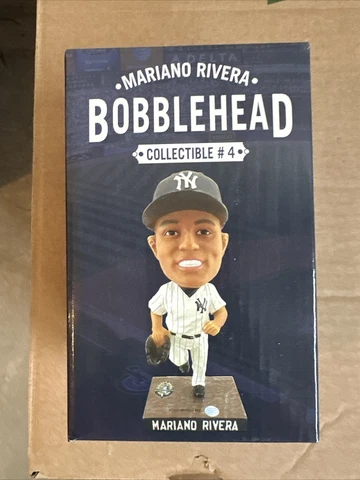 • MARIANO RIVERA •
BOBBLEHEAD
• COLLECTIBLE # 4 •
NY
NY
MARIANO RIVERA